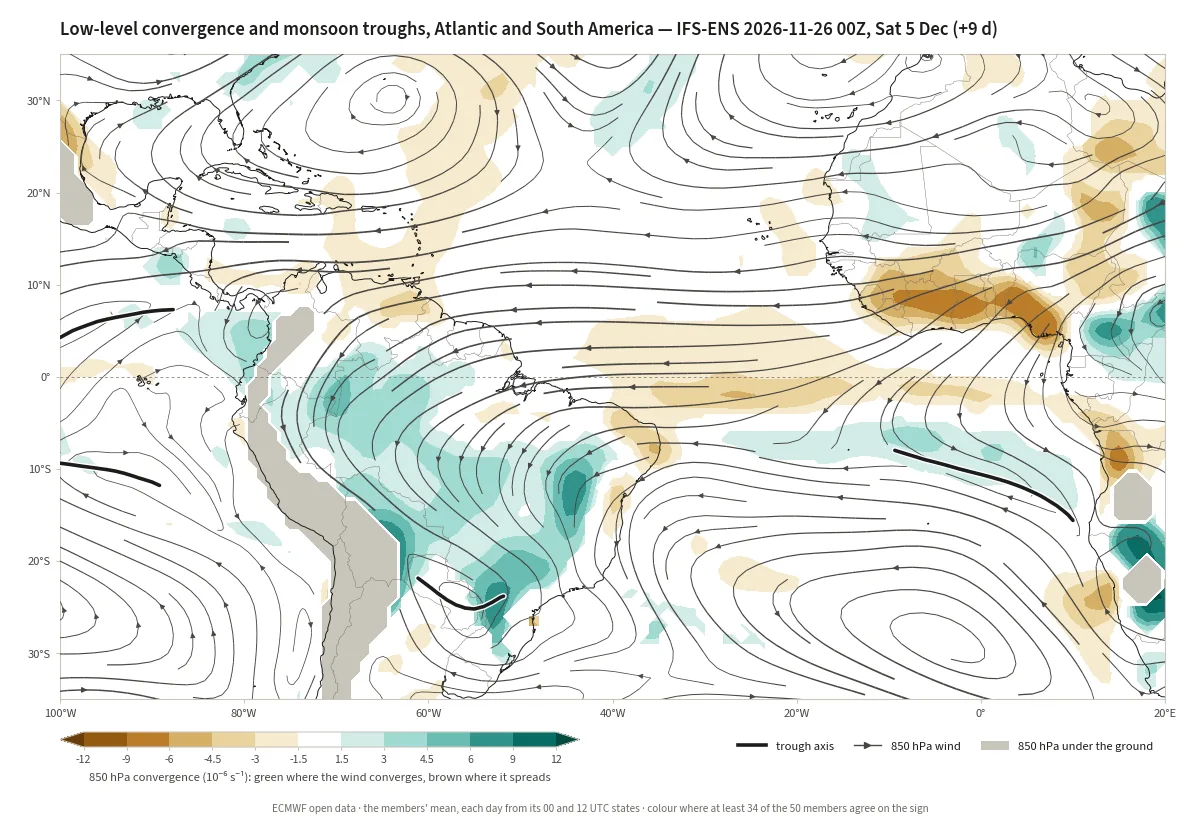 Low-level convergence and monsoon troughs, Atlantic and South America — IFS-ENS 2026-11-26 00Z, Sat 5 Dec (+9 d)
30°N
20°N
10°N
0°
10°S
20°S
30°S
100°W 80°W 60°W 40°W 20°W 0° 20°E
-12 -9 -6 -4.5 -3 -1.5 1.5 3 4.5 6 9 12
850 hPa convergence (10⁻⁶ s⁻¹): green where the wind converges, brown where it spreads
trough axis 850 hPa wind 850 hPa under the ground
ECMWF open data · the members' mean, each day from its 00 and 12 UTC states · colour where at least 34 of the 50 members agree on the sign